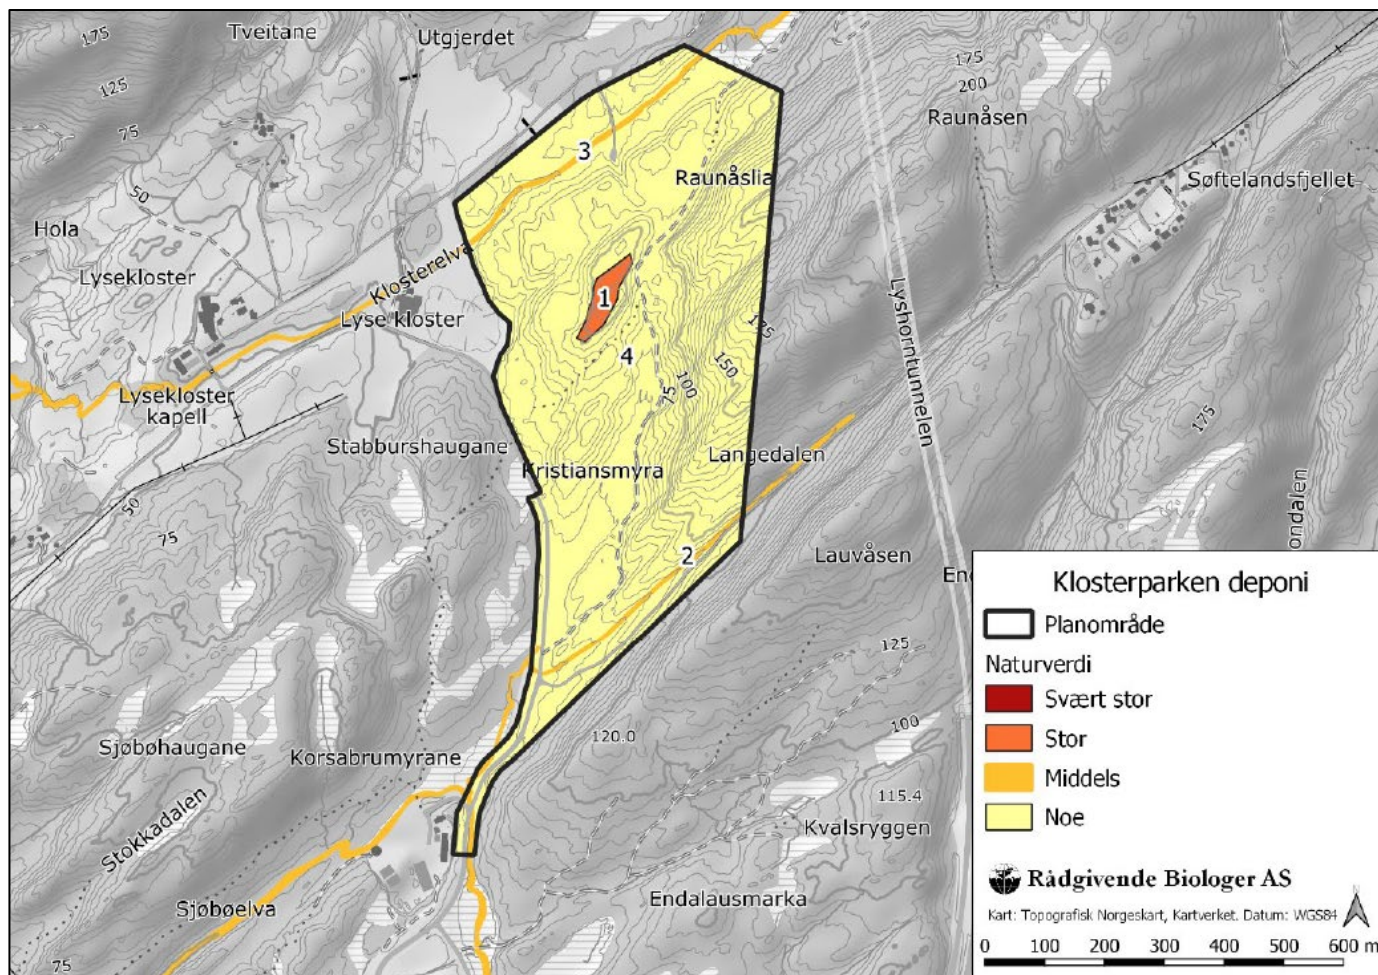 175
Tveitane
Utgjerdet
175
200
125
Raunåsen
75
3
Raunåslia
Søftelandsfjellet
50
Hola
Lysekloster
Klosterelva
1
Lyse kloster
175
Lyshorntunnelen
4
150
100
75
Lysekloster
kapell
175
Stabburshaugane
Langedalen
Kristiansmyra
50
ondalen
75
2
Lauvåsen
En
125
120.0
100
Sjøbøhaugane
Korsabrumyrane
115.4
Stokkadalen
Kvalsryggen
Endalausmarka
Sjøbøelva
75
Klosterparken deponi
Planområde
Naturverdi
Svært stor
Stor
Middels
Noe
Rådgivende Biologer AS
Kart: Topografisk Norgeskart, Kartverket. Datum: WGS84
0 100 200 300 400 500 600 m